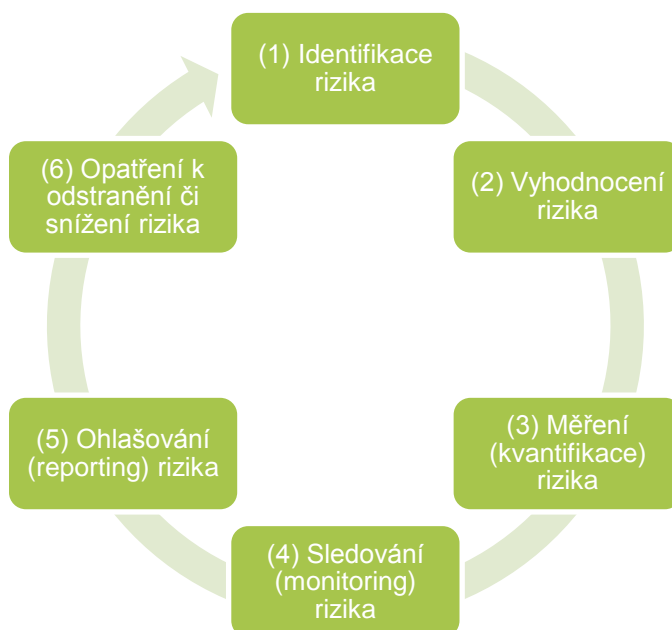 (1) Identifikace
rizika
(2) Vyhodnocení
rizika
(3) Měření
(kvantifikace)
rizika
(4) Sledování
(monitoring)
rizika
(5) Ohlašování
(reporting) rizika
(6) Opatření k
odstranění či
snížení rizika